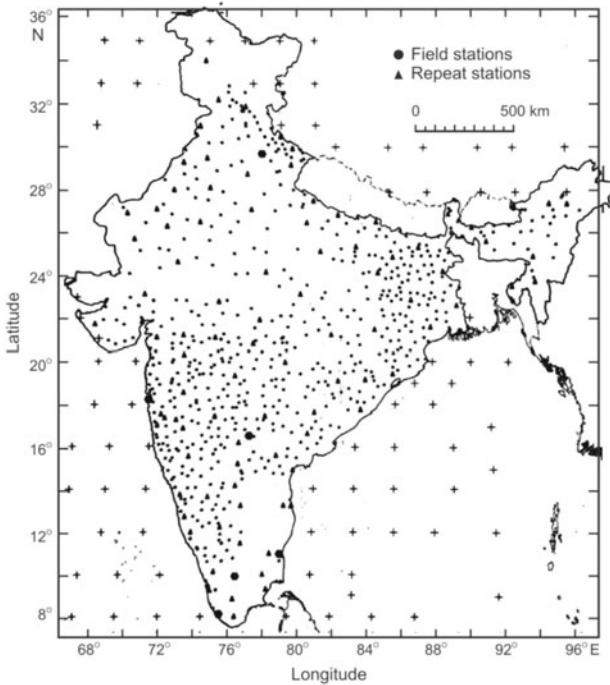 36°
N
32°
28°
24°
20°
16°
12°
8°
Latitude
Field stations
Repeat stations
0 500 km
68° 72° 76° 80° 84° 88° 92° 96°E
Longitude